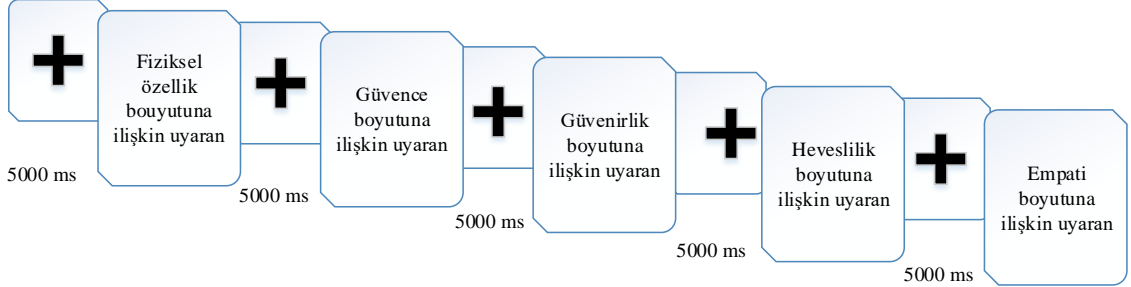 Fiziksel
özellik
bouyutuna
ilişkin uyaran
5000 ms
Güvence
boyutuna
ilişkin uyaran
5000 ms
Güvenirlik
boyutuna
ilişkin uyaran
5000 ms
Heveslilik
boyutuna
ilişkin uyaran
5000 ms
Empati
boyutuna
ilişkin uyaran
5000 ms